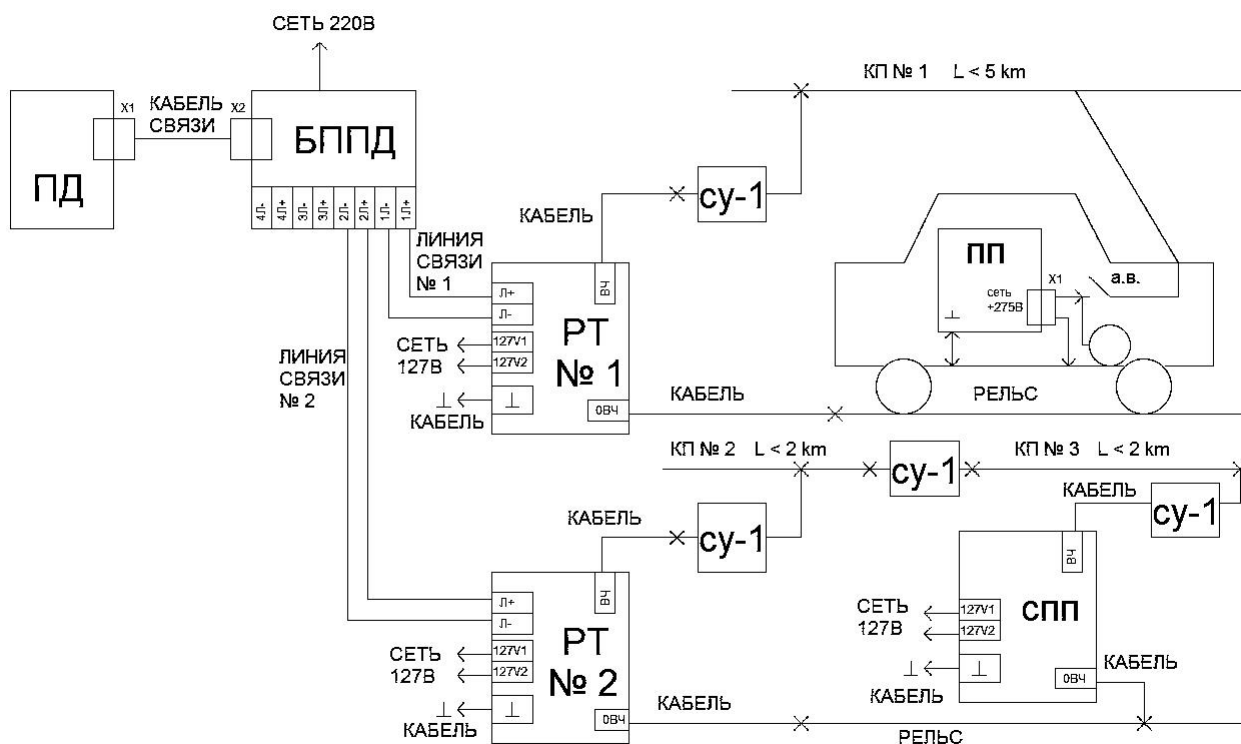 СЕТЬ 220В
ПД
X1
КАБЕЛЬ
СВЯЗИ
X2
БППД
4Л-
4Л+
3Л-
3Л+
2Л-
2Л+
1Л-
1Л+
ЛИНИЯ
СВЯЗИ
№ 1
ЛИНИЯ
СВЯЗИ
№ 2
КП № 1 L < 5 km
су-1
КАБЕЛЬ
ВЧ
Л+
Л-
127V1
127V2
СЕТЬ
127В
КАБЕЛЬ
РТ
№ 1
0ВЧ
КАБЕЛЬ
ПП
X1
сеть
+275В
а.в.
РЕЛЬС
КП № 2 L < 2 km
су-1
КП № 3 L < 2 km
КАБЕЛЬ
су-1
КАБЕЛЬ
су-1
ВЧ
Л+
Л-
127V1
127V2
СЕТЬ
127В
КАБЕЛЬ
РТ
№ 2
0ВЧ
КАБЕЛЬ
ВЧ
СПП
127V1
127V2
СЕТЬ
127В
КАБЕЛЬ
0ВЧ
КАБЕЛЬ
РЕЛЬС